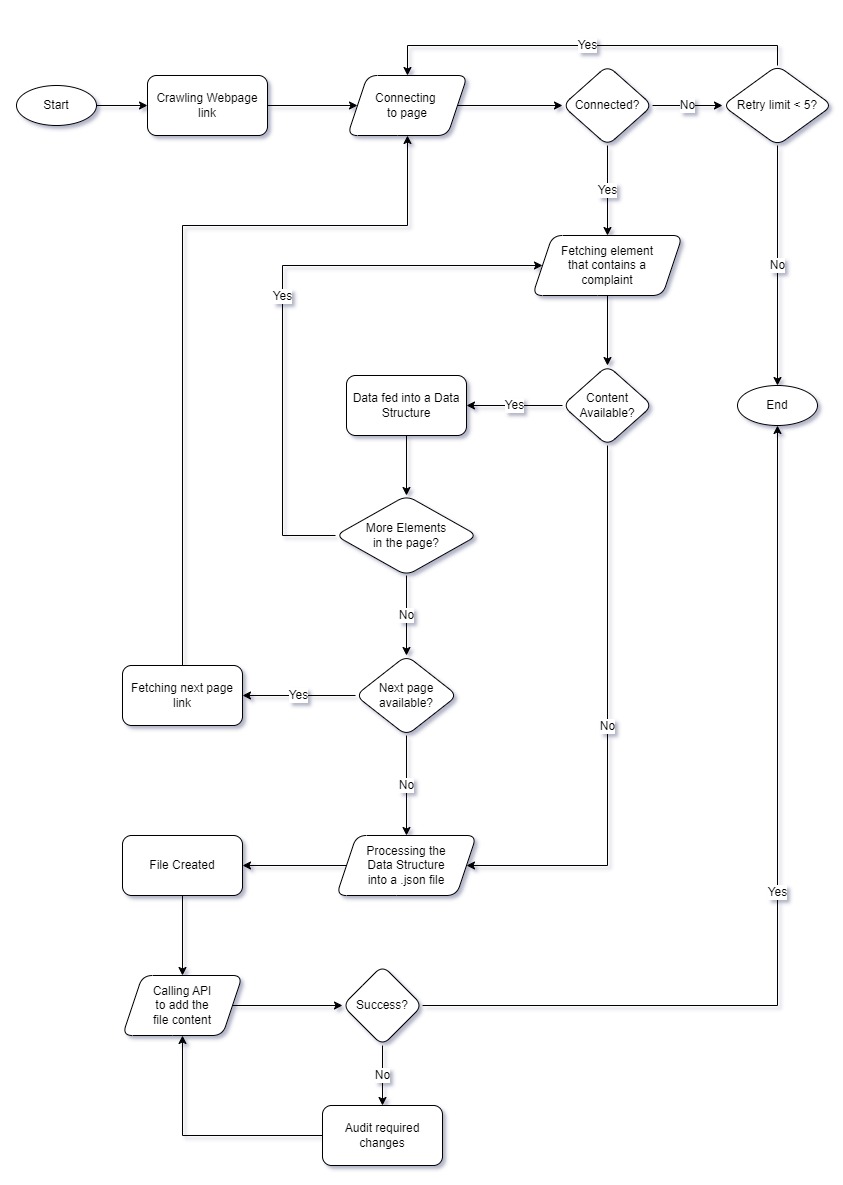 Yes
Start
Crawling Webpage
link
Connecting
to page
Connected?
No
Retry limit < 5?
Yes
No
Fetching element
that contains a
complaint
Yes
Data fed into a Data
Structure
Yes
Content
Available?
End
More Elements
in the page?
No
Fetching next page
link
Yes
Next page
available?
No
No
File Created
Processing the
Data Structure
into a .json file
Yes
Calling API
to add the
file content
Success?
No
Audit required
changes